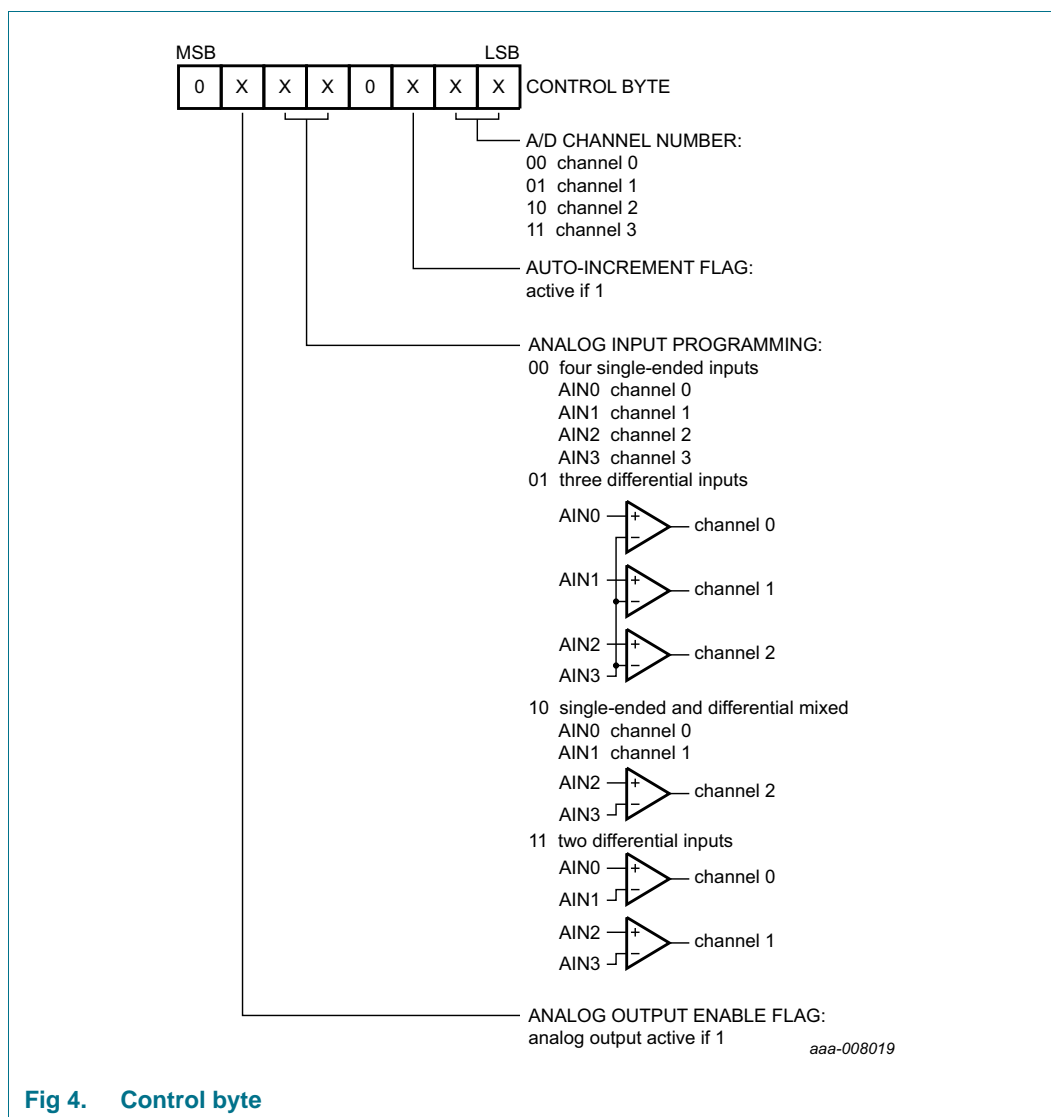 MSB LSB
0 X X X 0 X X X CONTROL BYTE
A/D CHANNEL NUMBER:
00 channel 0
01 channel 1
10 channel 2
11 channel 3
AUTO-INCREMENT FLAG:
active if 1
ANALOG INPUT PROGRAMMING:
00 four single-ended inputs
AIN0 channel 0
AIN1 channel 1
AIN2 channel 2
AIN3 channel 3
01 three differential inputs
AIN0 + − channel 0
AIN1 + − channel 1
AIN2 + − channel 2
AIN3
10 single-ended and differential mixed
AIN0 channel 0
AIN1 channel 1
AIN2 + − channel 2
AIN3
11 two differential inputs
AIN0 + − channel 0
AIN1
AIN2 + − channel 1
AIN3
ANALOG OUTPUT ENABLE FLAG:
analog output active if 1
aaa-008019
Fig 4. Control byte